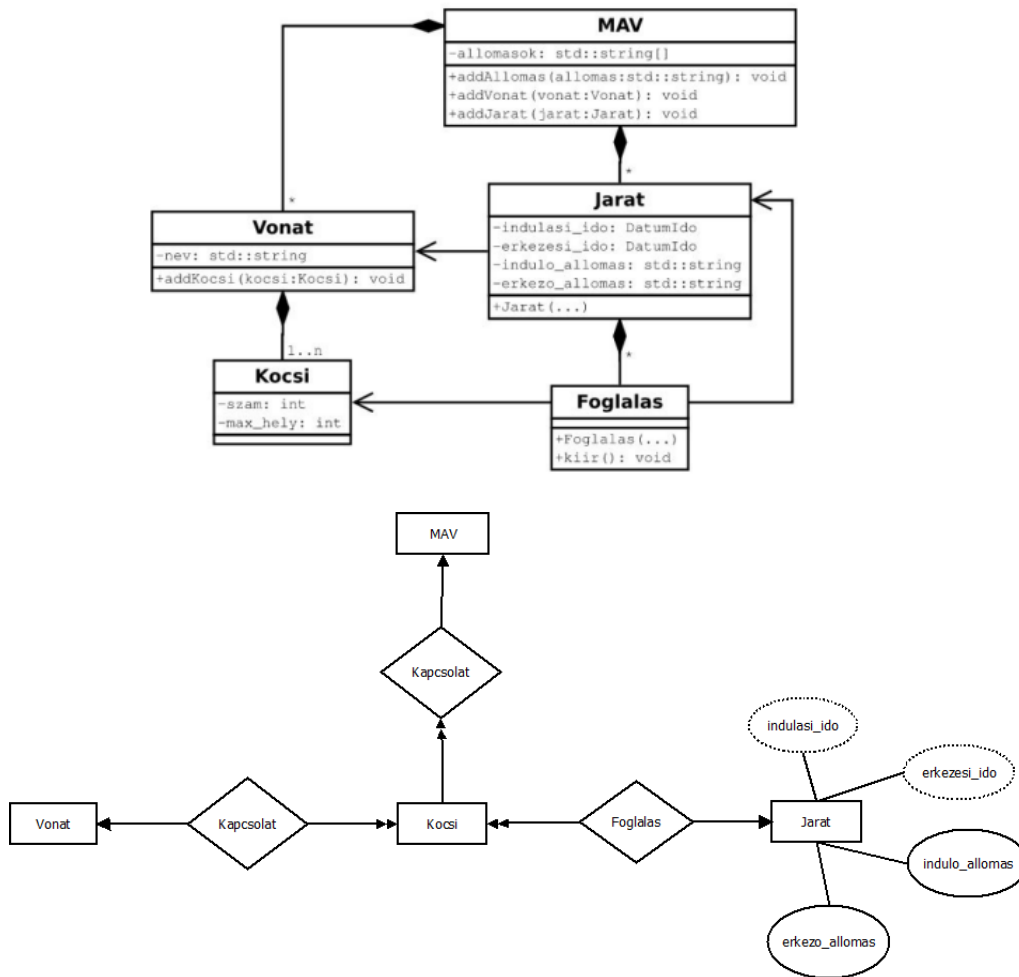 MAV
-allomasok: std::string[]
+addAllomas(allomas:std::string): void
+addVonat(vonat:Vonat): void
+addJarat(jarat:Jarat): void
*
*
Vonat
-nev: std::string
+addKocsi(kocsi:Kocsi): void
Jarat
-indulasi_ido: DatumIdo
-erkezesi_ido: DatumIdo
-indulo_allomas: std::string
-erkezo_allomas: std::string
+Jarat(...)
1..n
*
Kocsi
-szam: int
-max_hely: int
Foglalas
+Foglalas(...)
+kiir(): void
MAV
Kapcsolat
indulasi_ido
erkezesi_ido
Vonat
Kapcsolat
Kocsi
Foglalas
Jarat
indulo_allomas
erkezo_allomas